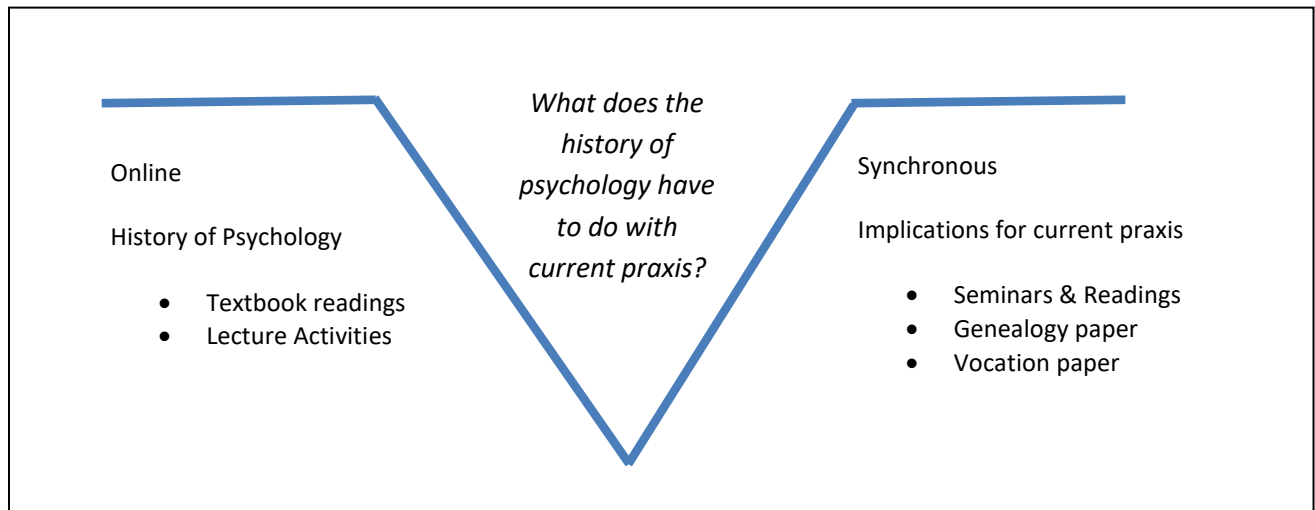 Online
History of Psychology
• Textbook readings
• Lecture Activities
What does the
history of
psychology have
to do with
current praxis?
Synchronous
Implications for current praxis
• Seminars & Readings
• Genealogy paper
• Vocation paper